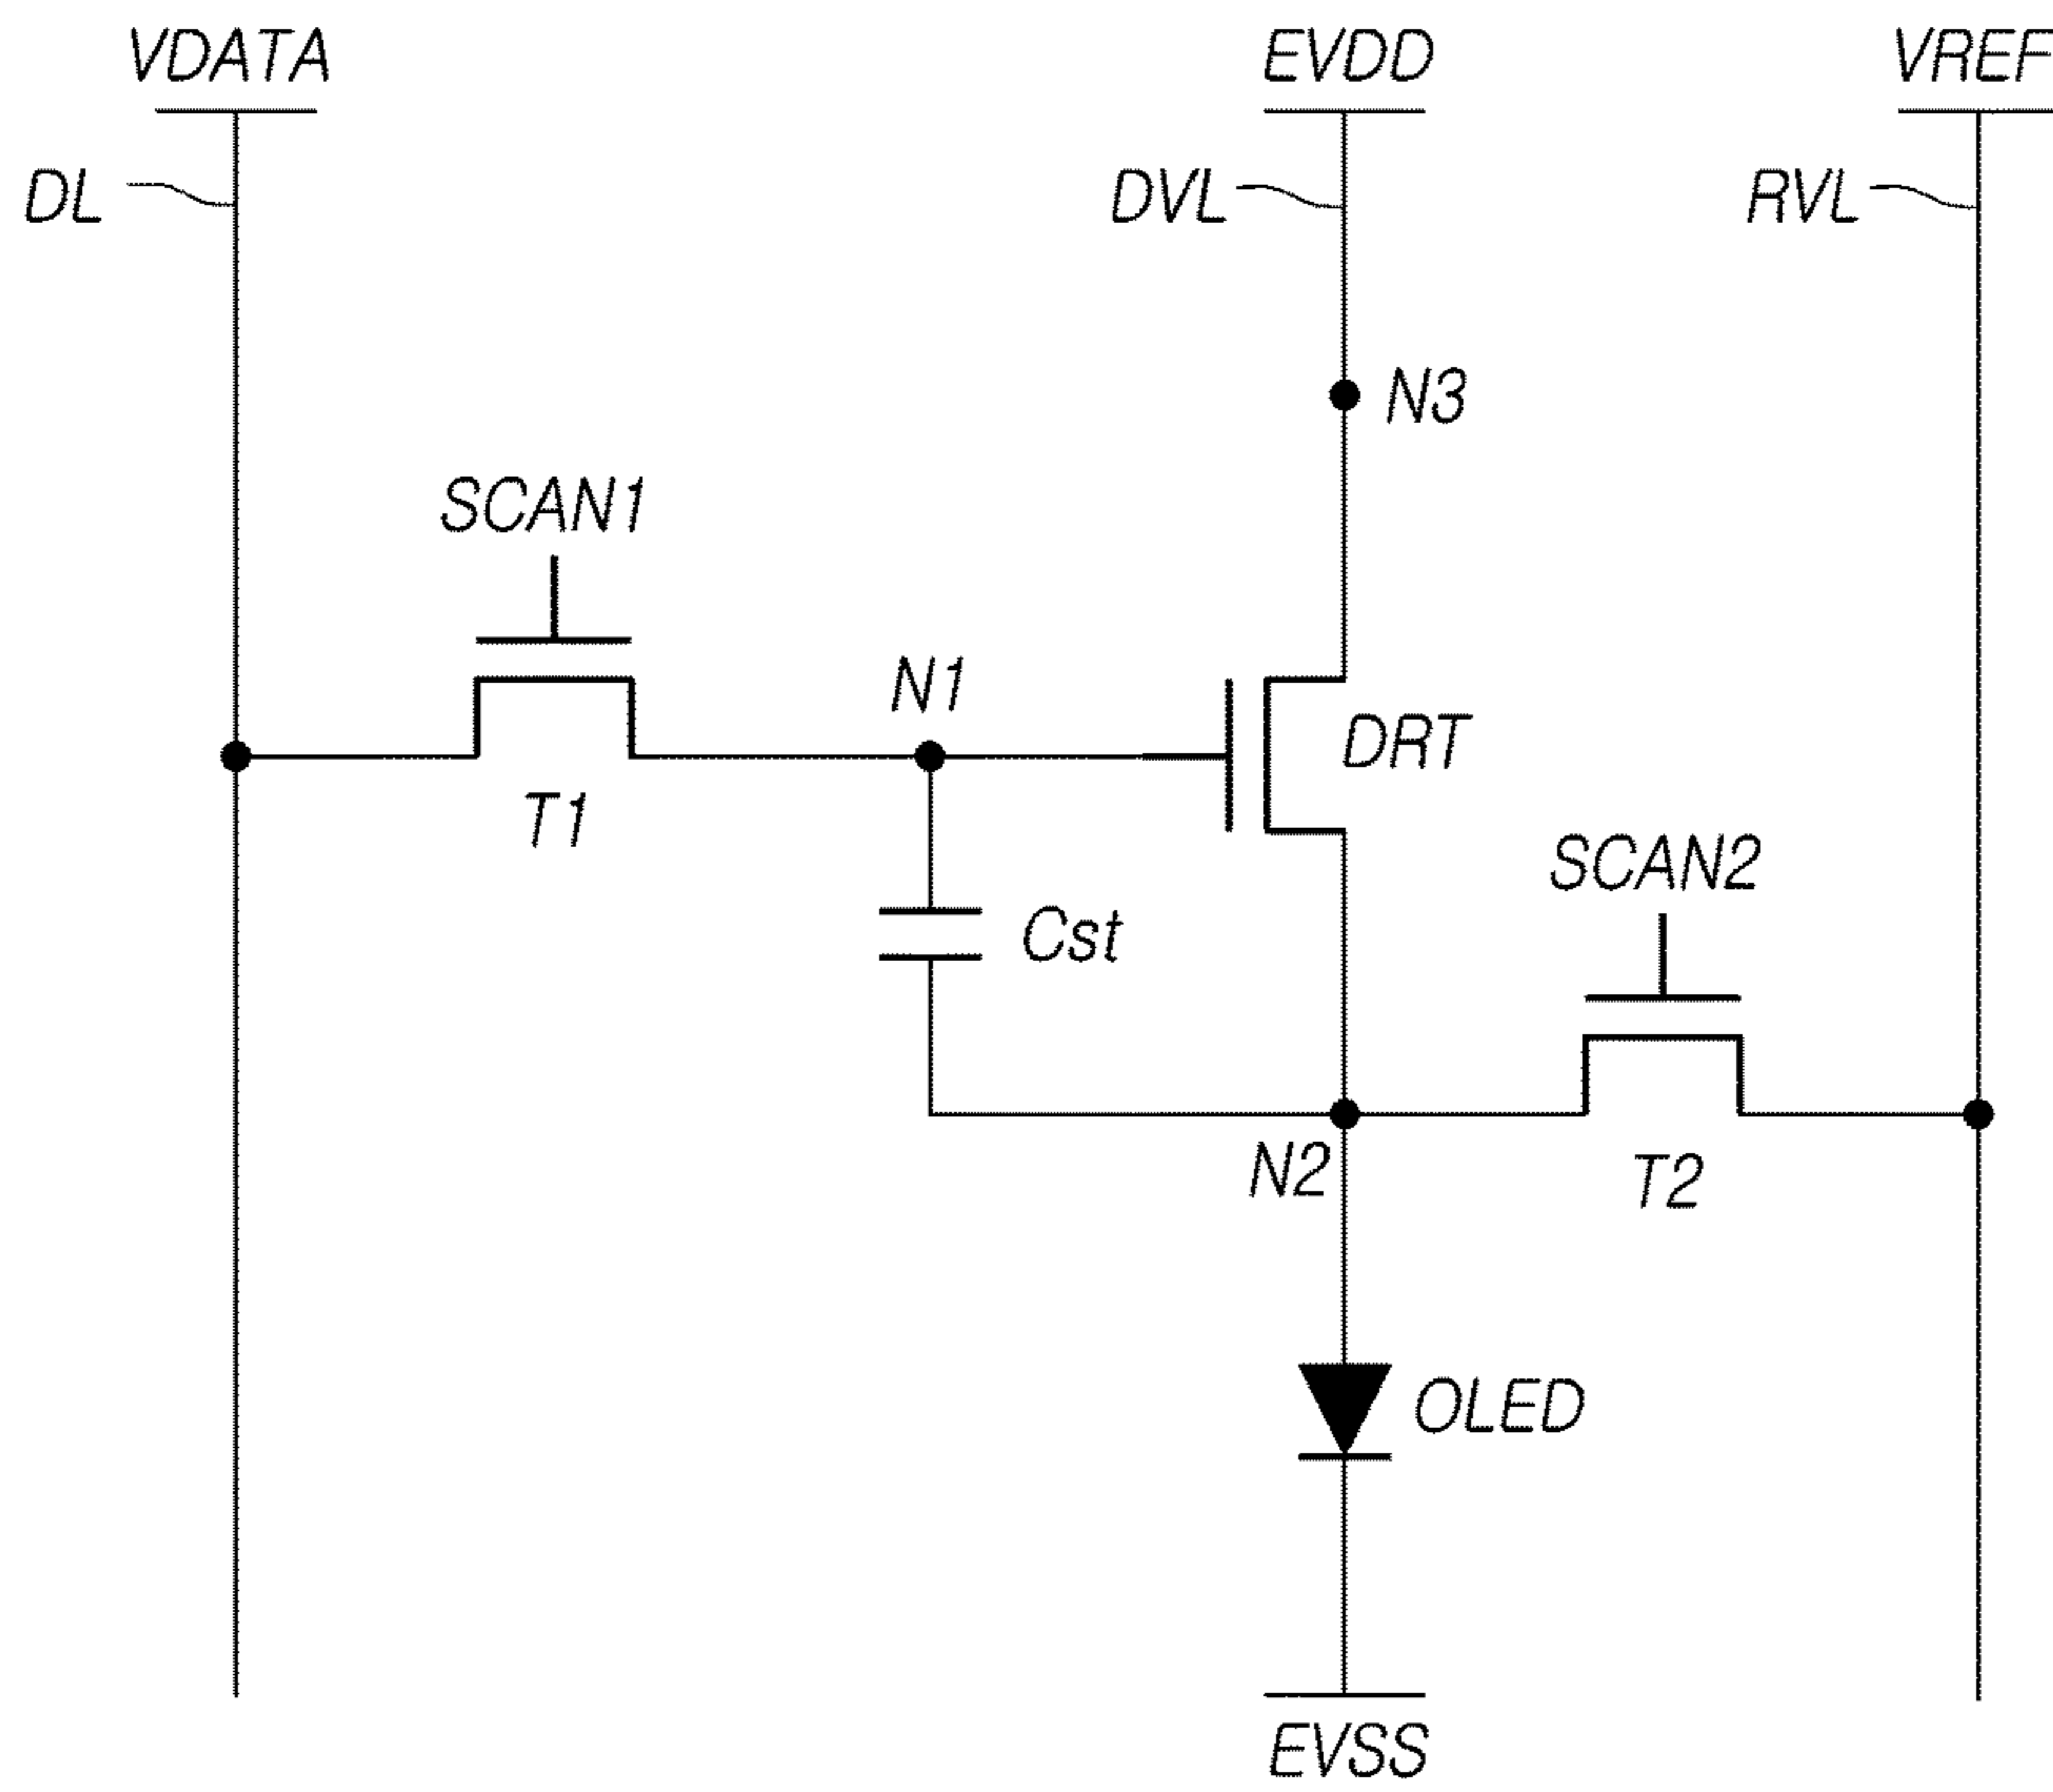 VDATA
EVDD
VREF
DL
DVL
RVL
N3
SCAN1
N1
DRT
T1
SCAN2
Cst
N2
T2
OLED
EVSS